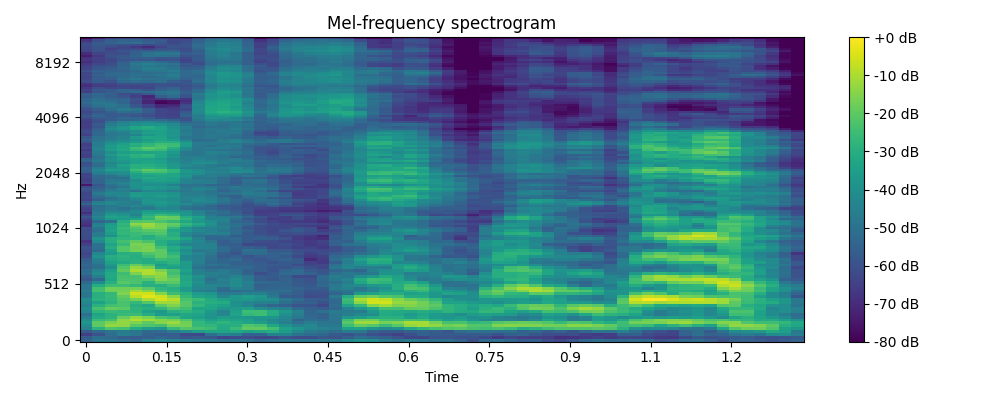 Mel-frequency spectrogram
+0 dB
8192
-10 dB
4096
-20 dB
-30 dB
2048
Hz
-40 dB
1024
-50 dB
-60 dB
512
-70 dB
0
-80 dB
0 0.15 0.3 0.45 0.6 0.75 0.9 1.1 1.2
Time